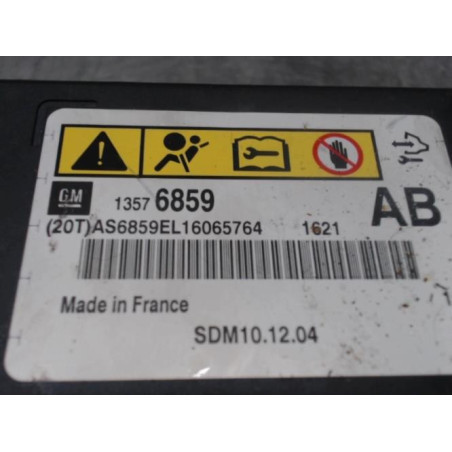 GM
1357 6859
AB
(20T)AS6859EL16065764 1621
Made in France
SDM10.12.04